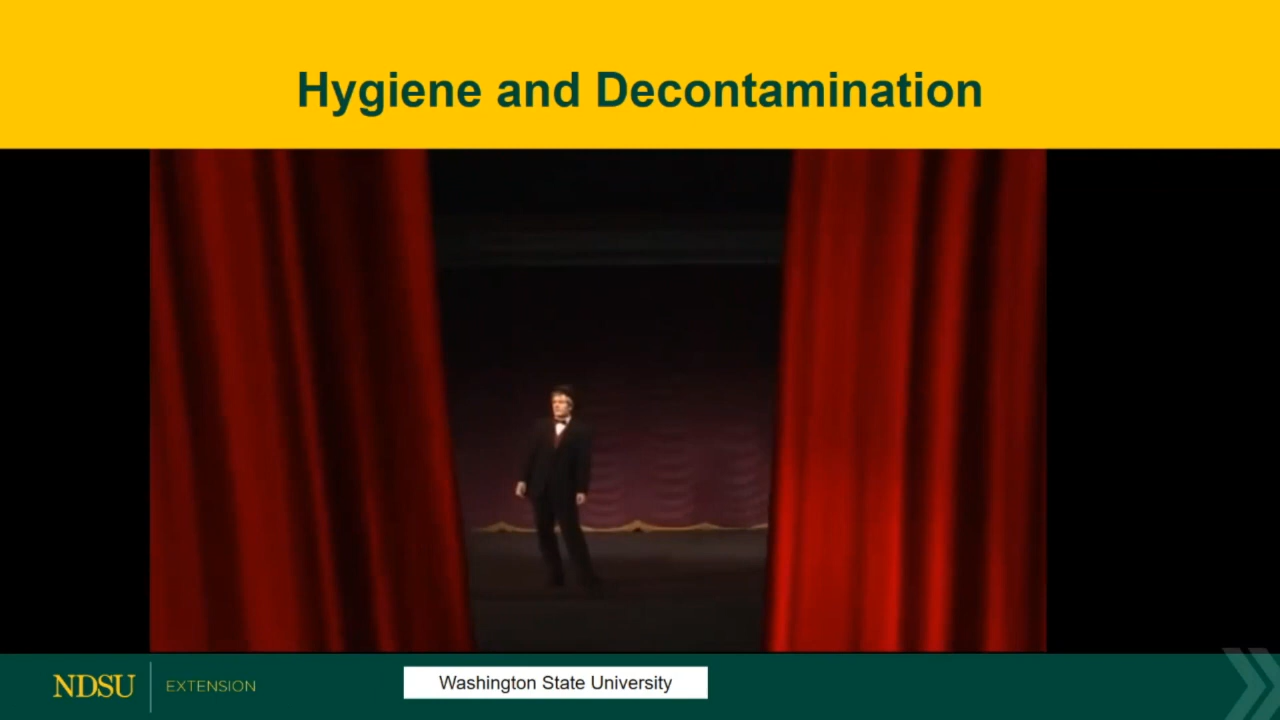 Hygiene and Decontamination
NDSU
EXTENSION
Washington State University